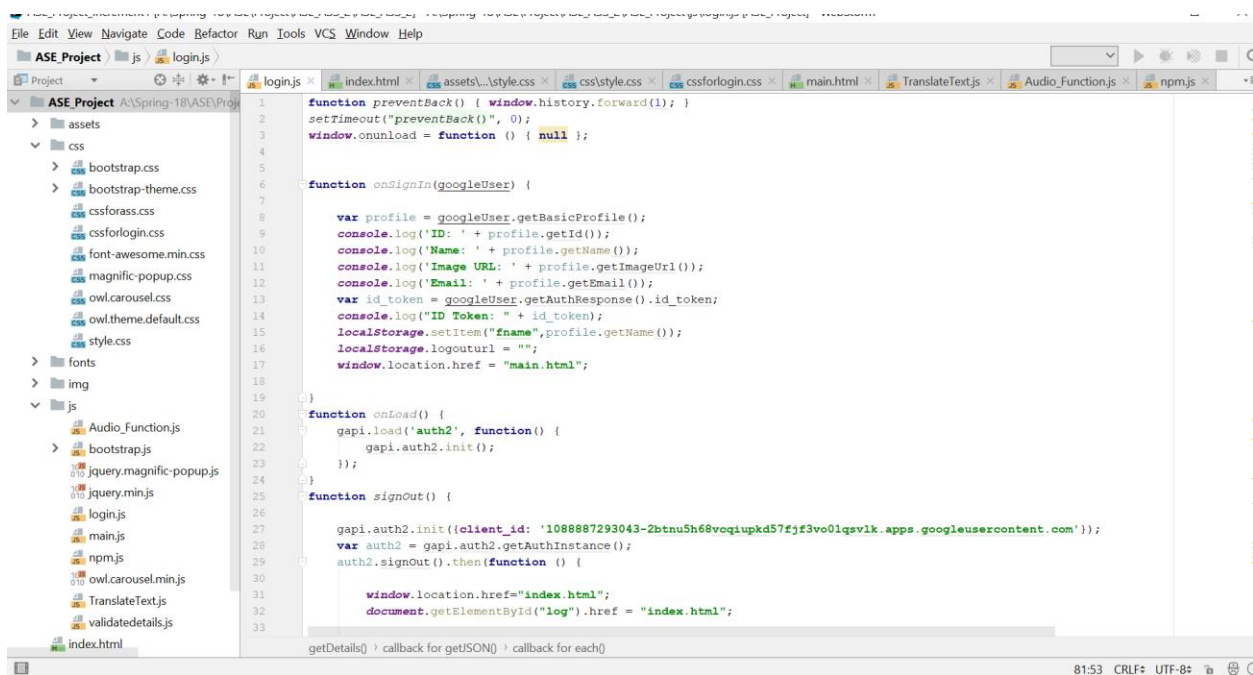 File Edit View Navigate Code Refactor Run Tools VCS Window Help
ASE_Project js login.js
Project login.js index.html assets\...\style.css css\style.css cssforlogin.css main.html TranslateText.js Audio_Function.js npm.js
ASE_Project A:\Spring-18\ASE\Proje
assets
css
bootstrap.css
bootstrap-theme.css
cssforass.css
cssforlogin.css
font-awesome.min.css
magnific-popup.css
owl.carousel.css
owl.theme.default.css
style.css
fonts
img
js
Audio_Function.js
bootstrap.js
jquery.magnific-popup.js
jquery.min.js
login.js
main.js
npm.js
owl.carousel.min.js
TranslateText.js
validatedetails.js
index.html
1 function preventBack() { window.history.forward(1); }
2 setTimeout("preventBack()", 0);
3 window.onunload = function () { null };
4
5
6 function onSignIn(googleUser) {
7
8 var profile = googleUser.getBasicProfile();
9 console.log('ID: ' + profile.getId());
10 console.log('Name: ' + profile.getName());
11 console.log('Image URL: ' + profile.getImageUrl());
12 console.log('Email: ' + profile.getEmail());
13 var id_token = googleUser.getAuthResponse().id_token;
14 console.log("ID Token: " + id_token);
15 localStorage.setItem("fname",profile.getName());
16 localStorage.logouturl = "";
17 window.location.href = "main.html";
18
19 }
20 function onLoad() {
21 gapi.load('auth2', function() {
22 gapi.auth2.init();
23 });
24 }
25 function signOut() {
26
27 gapi.auth2.init({client_id: '1088887293043-2btnu5h68vcqiupkd57fjf3vo01qsvlk.apps.googleusercontent.com'});
28 var auth2 = gapi.auth2.getAuthInstance();
29 auth2.signOut().then(function () {
30
31 window.location.href="index.html";
32 document.getElementById("log").href = "index.html";
33
getDetails() callback for getJSON() callback for each()
81:53 CRLF UTF-8